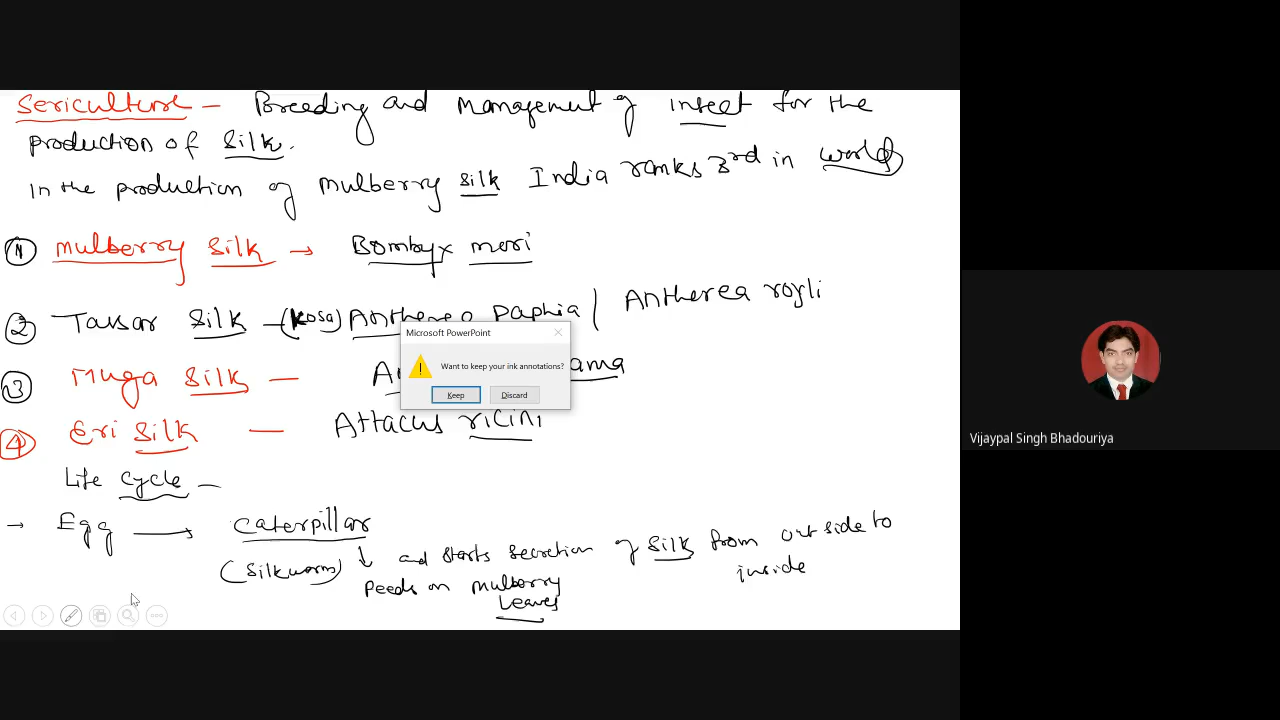 Sericulture - Breeding and Management of insect for the
production of silk.
In the production of mulberry silk India ranks 3rd in world
1 mulberry silk → Bombyx mori
2 Tassar silk - (Kosa) Antherea paphia / Antherea royli
3 Muga silk - An ama
4 Eri silk - Attacus ricini
Life cycle -
→ Egg → caterpillar
(silkworm) ↓ and starts secretion of silk from outside to inside
Feeds on mulberry
leaves
Microsoft PowerPoint
Want to keep your ink annotations?
Keep Discard
Vijaypal Singh Bhadouriya